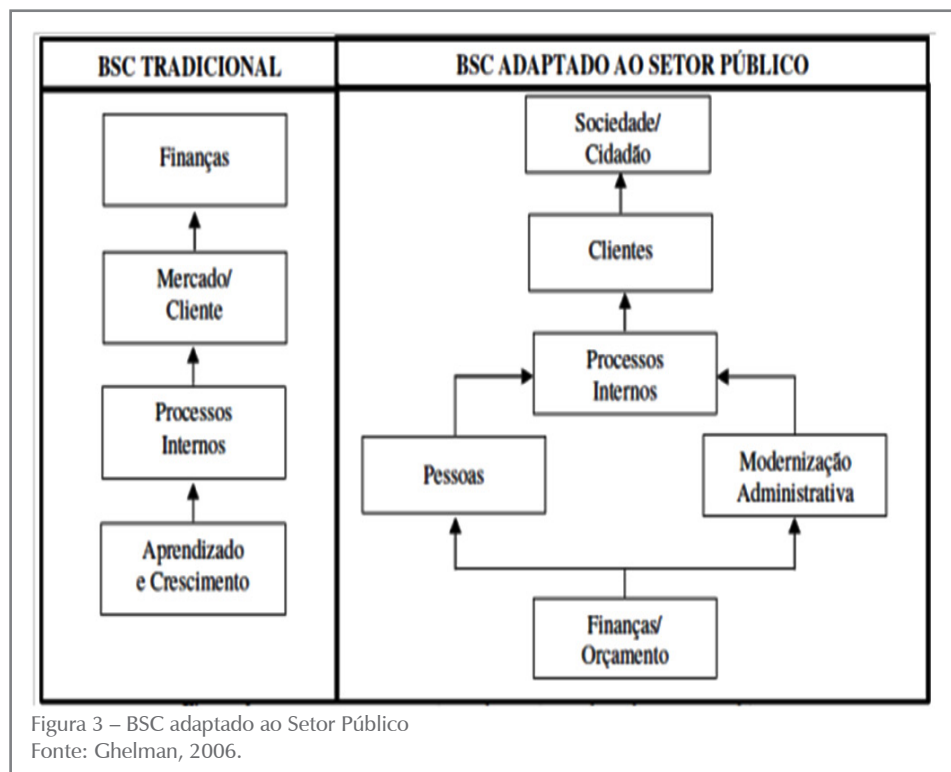 BSC TRADICIONAL
Finanças
Mercado/
Cliente
Processos
Internos
Aprendizado
e Crescimento
BSC ADAPTADO AO SETOR PÚBLICO
Sociedade/
Cidadão
Clientes
Processos
Internos
Pessoas
Modernização
Administrativa
Finanças/
Orçamento
Figura 3 – BSC adaptado ao Setor Público
Fonte: Ghelman, 2006.